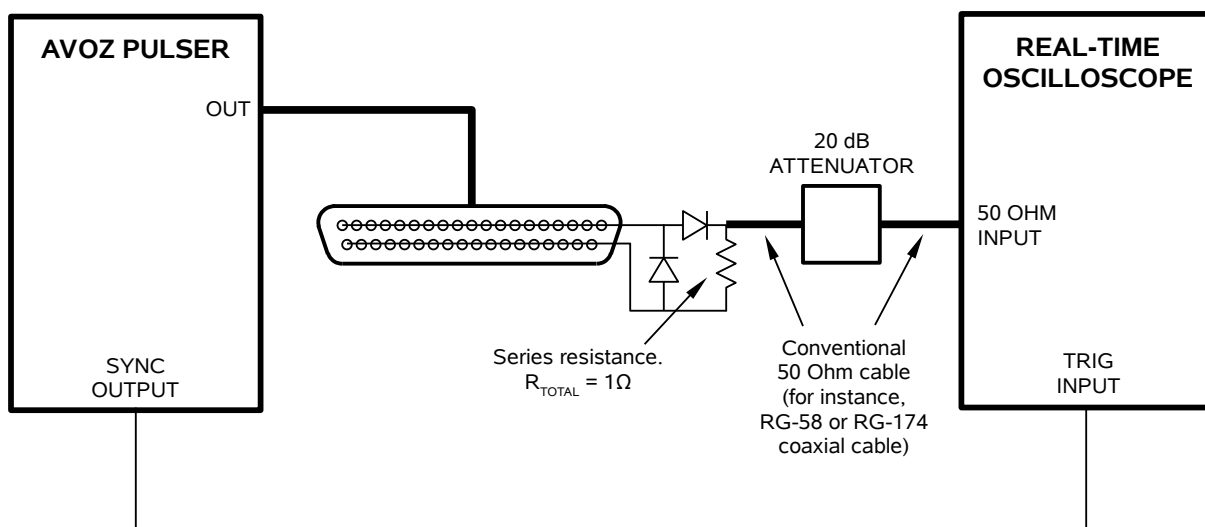 AVOZ PULSER
OUT
SYNC
OUTPUT
Series resistance.
R_TOTAL = 1Ω
20 dB
ATTENUATOR
Conventional
50 Ohm cable
(for instance,
RG-58 or RG-174
coaxial cable)
REAL-TIME
OSCILLOSCOPE
50 OHM
INPUT
TRIG
INPUT